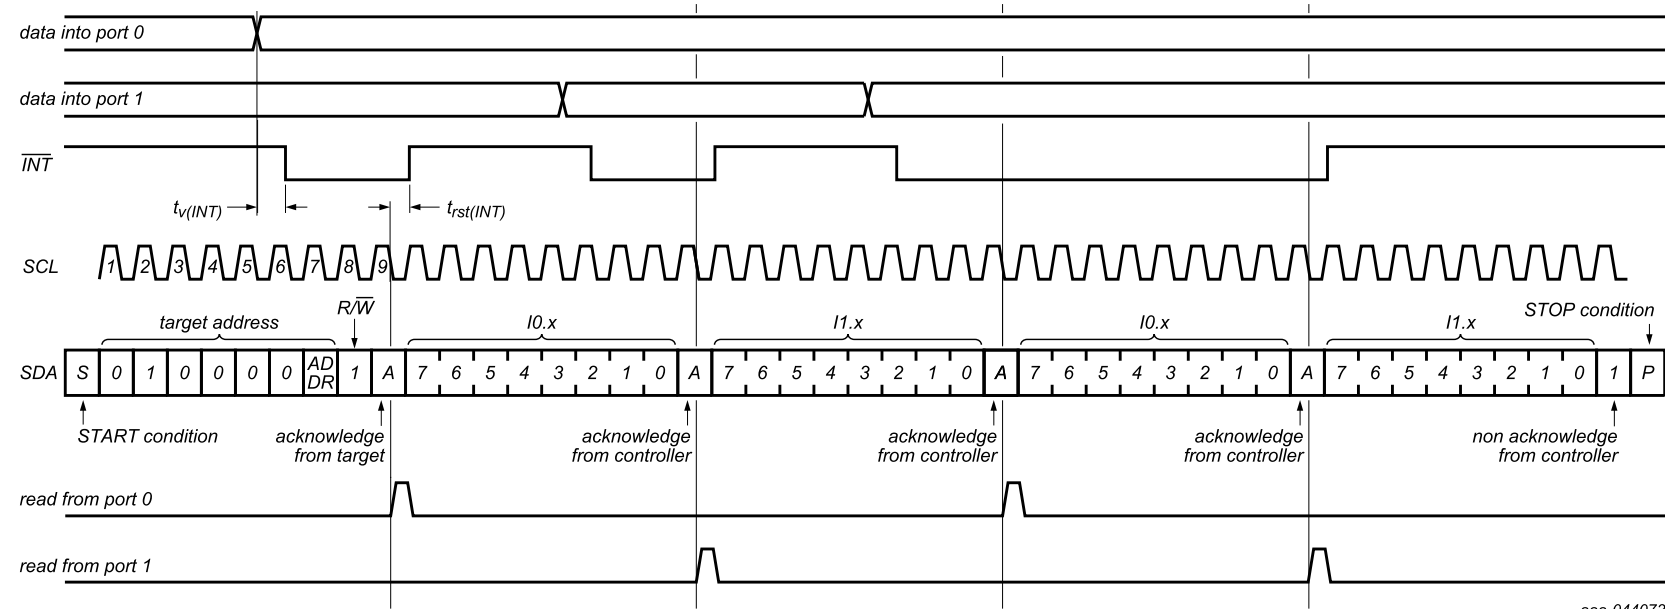 data into port 0
data into port 1
INT
tv(INT) trst(INT)
SCL 1 2 3 4 5 6 7 8 9
R/W STOP condition
target address I0.x I1.x I0.x I1.x
SDA S 0 1 0 0 0 0 AD DR 1 A 7 6 5 4 3 2 1 0 A 7 6 5 4 3 2 1 0 A 7 6 5 4 3 2 1 0 A 7 6 5 4 3 2 1 0 1 P
START condition acknowledge from target acknowledge from controller acknowledge from controller acknowledge from controller non acknowledge from controller
read from port 0
read from port 1